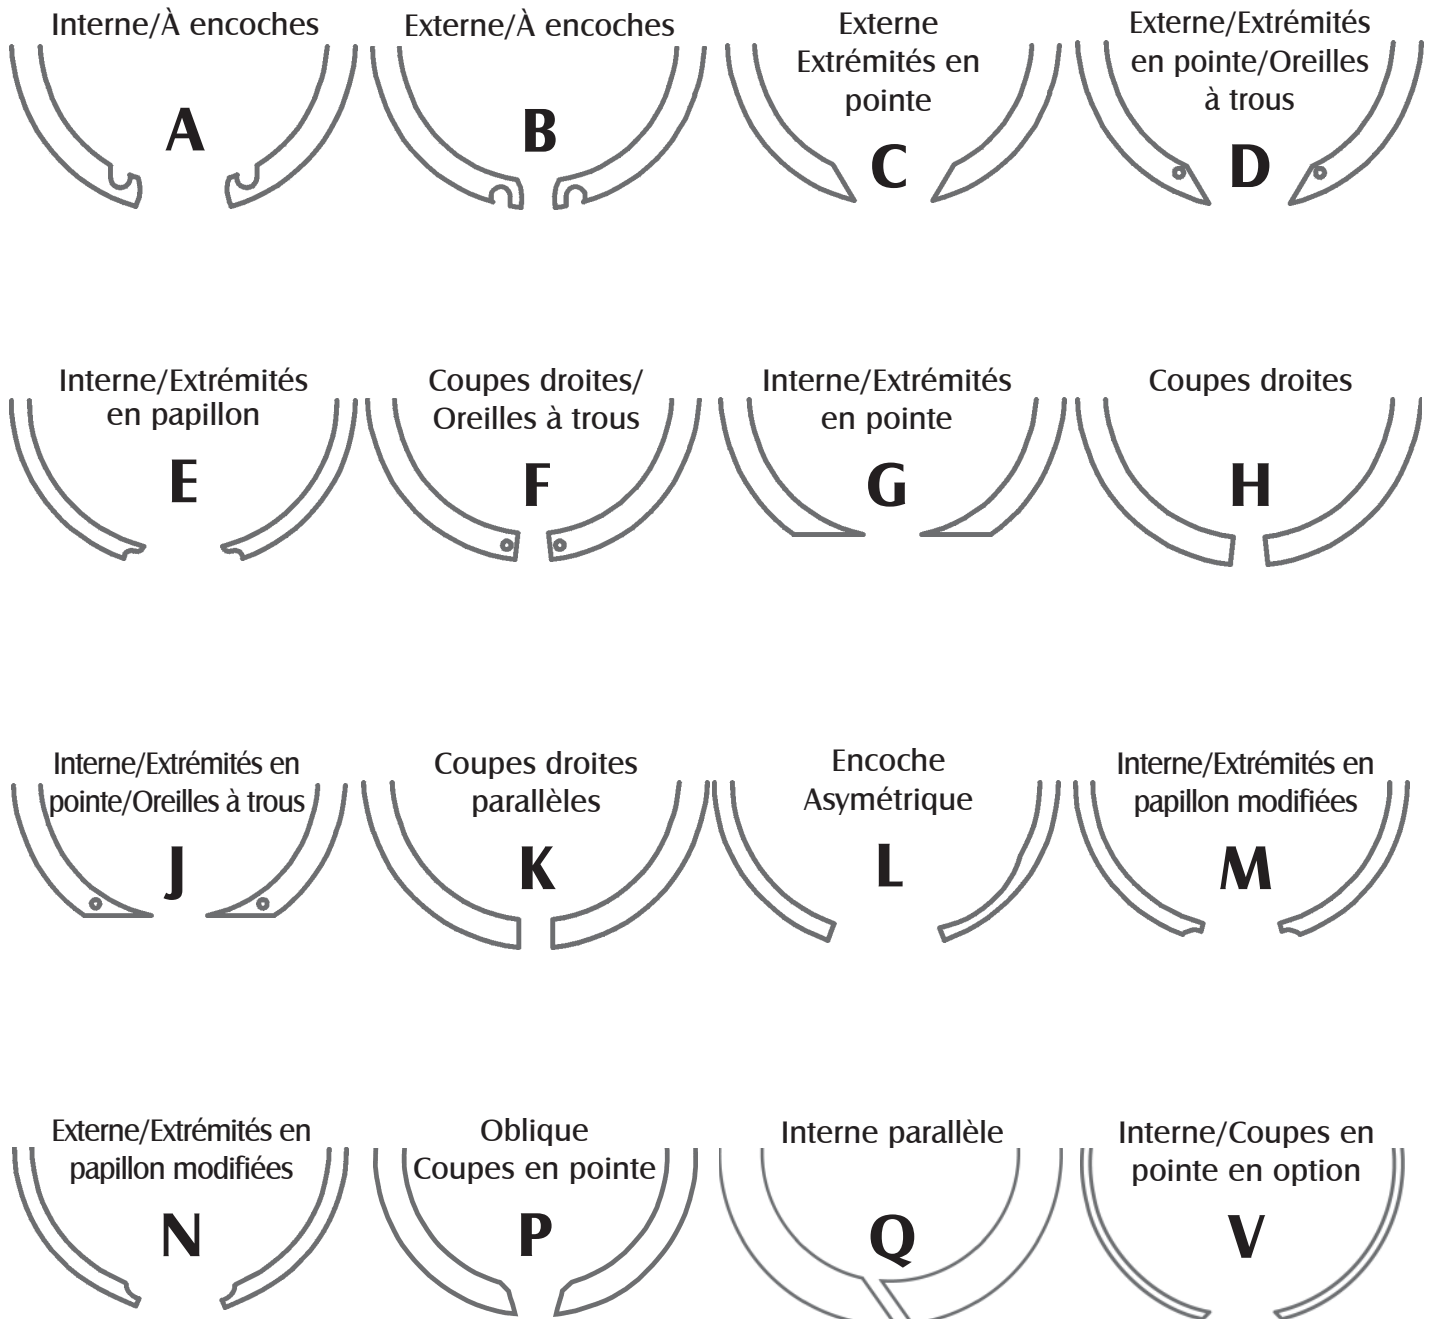 Interne/À encoches
A
Externe/À encoches
B
Externe
Extrémités en
pointe
C
Externe/Extrémités
en pointe/Oreilles
à trous
D
Interne/Extrémités
en papillon
E
Coupes droites/
Oreilles à trous
F
Interne/Extrémités
en pointe
G
Coupes droites
H
Interne/Extrémités en
pointe/Oreilles à trous
J
Coupes droites
parallèles
K
Encoche
Asymétrique
L
Interne/Extrémités en
papillon modifiées
M
Externe/Extrémités en
papillon modifiées
N
Oblique
Coupes en pointe
P
Interne parallèle
Q
Interne/Coupes en
pointe en option
V